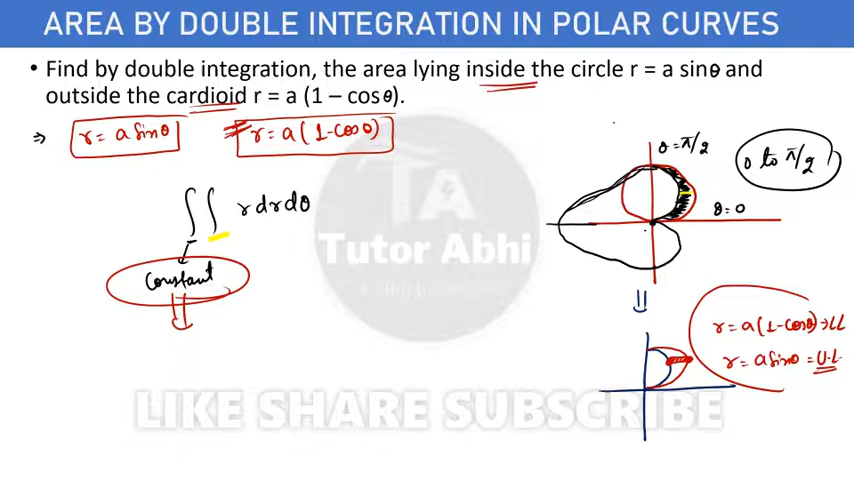 AREA BY DOUBLE INTEGRATION IN POLAR CURVES
• Find by double integration, the area lying inside the circle r = a sinθ and
outside the cardioid r = a (1 – cosθ).
⇒ r = a sinθ r = a (1 - cosθ)
θ = π/2
0 to π/2
∫∫ r dr dθ
θ = 0
TA
Tutor Abhi
Constant
r = a (1 - cosθ) → LL
r = a sinθ = U.L
LIKE SHARE SUBSCRIBE